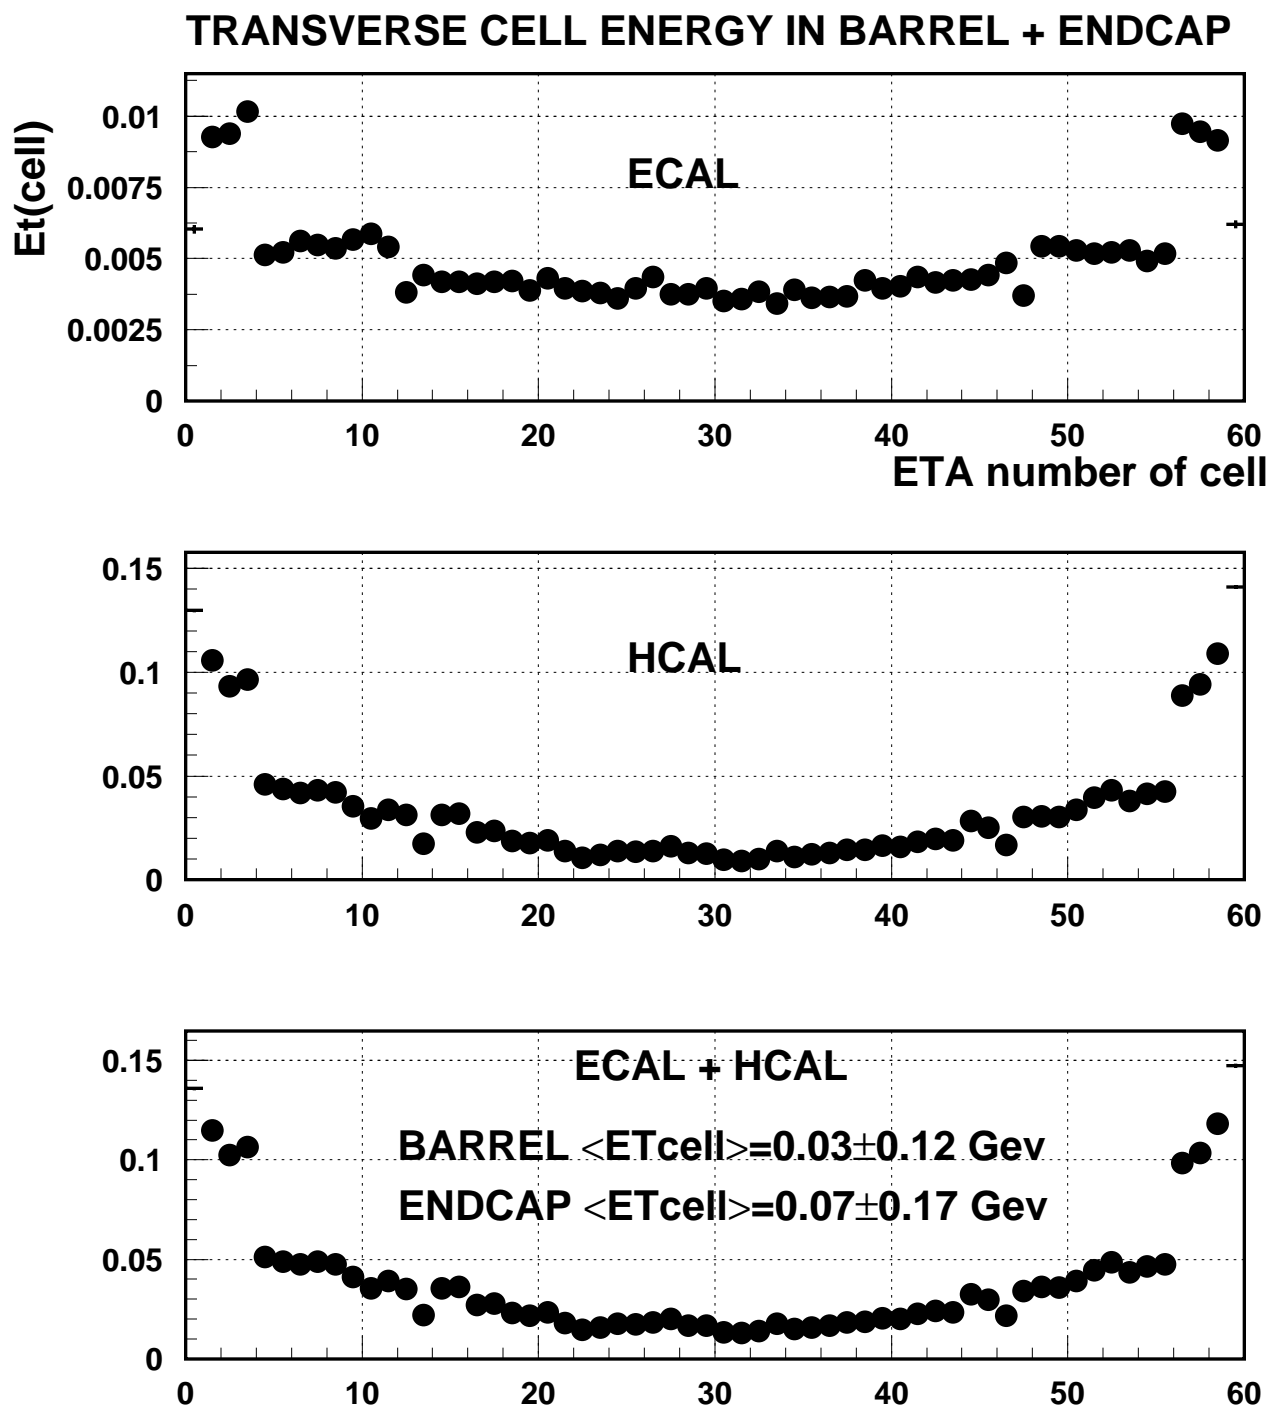 TRANSVERSE CELL ENERGY IN BARREL + ENDCAP
Et(cell)
0.01
0.0075
0.005
0.0025
0
ECAL
0 10 20 30 40 50 60
ETA number of cell
0.15
0.1
0.05
0
HCAL
0 10 20 30 40 50 60
0.15
0.1
0.05
0
ECAL + HCAL
BARREL <ETcell>=0.03±0.12 Gev
ENDCAP <ETcell>=0.07±0.17 Gev
0 10 20 30 40 50 60